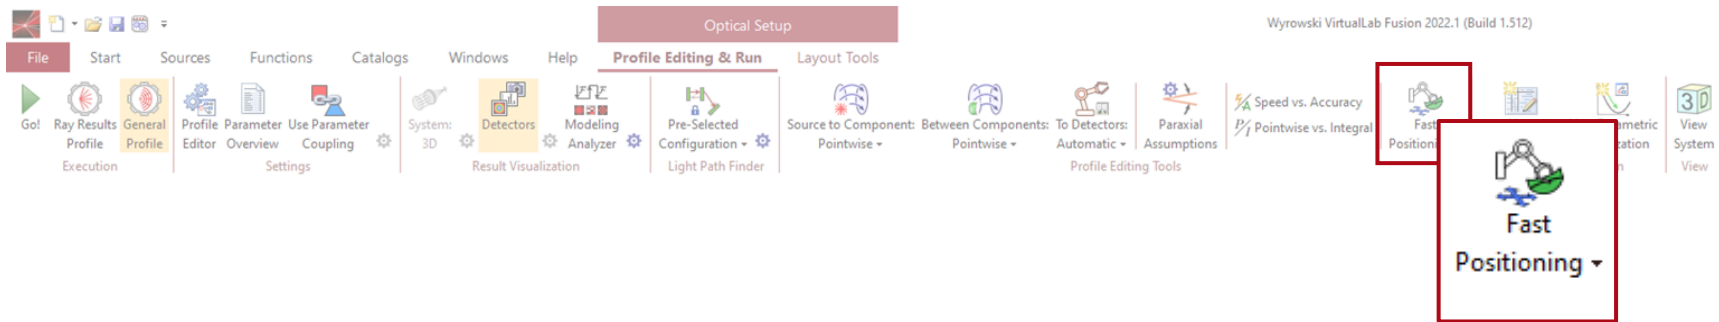 Optical Setup
Wyrowski VirtualLab Fusion 2022.1 (Build 1.512)
File Start Sources Functions Catalogs Windows Help Profile Editing & Run Layout Tools
Go!
Ray Results
Profile
General
Profile
Execution
Profile
Editor
Parameter
Overview
Use Parameter
Coupling
Settings
System:
3D
Detectors
Modeling
Analyzer
Result Visualization
Pre-Selected
Configuration
Light Path Finder
Source to Component:
Pointwise
Between Components:
Pointwise
To Detectors:
Automatic
Paraxial
Assumptions
Speed vs. Accuracy
Pointwise vs. Integral
Profile Editing Tools
Fast
Fast
Positioning
3D
View
System
View